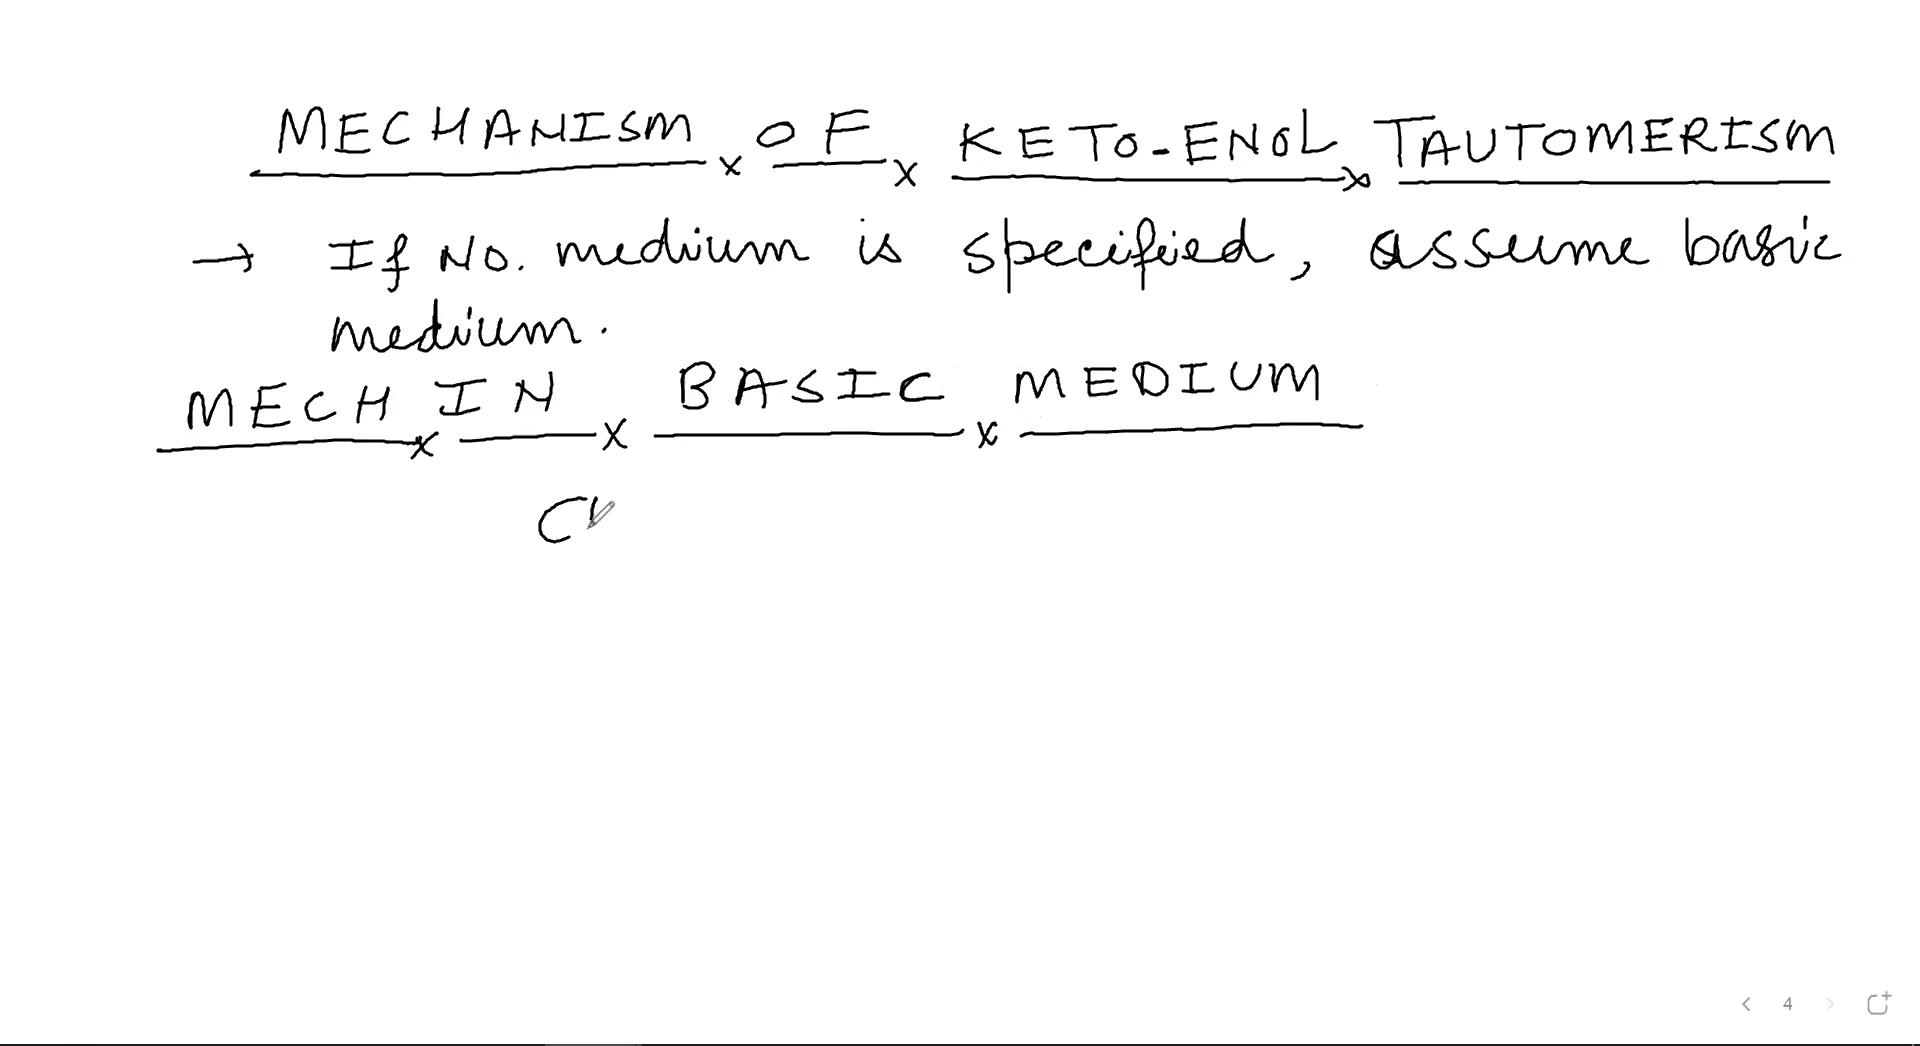 MECHANISM OF KETO-ENOL TAUTOMERISM
→ If No. medium is specified, assume basic
medium.
MECH IN BASIC MEDIUM
4